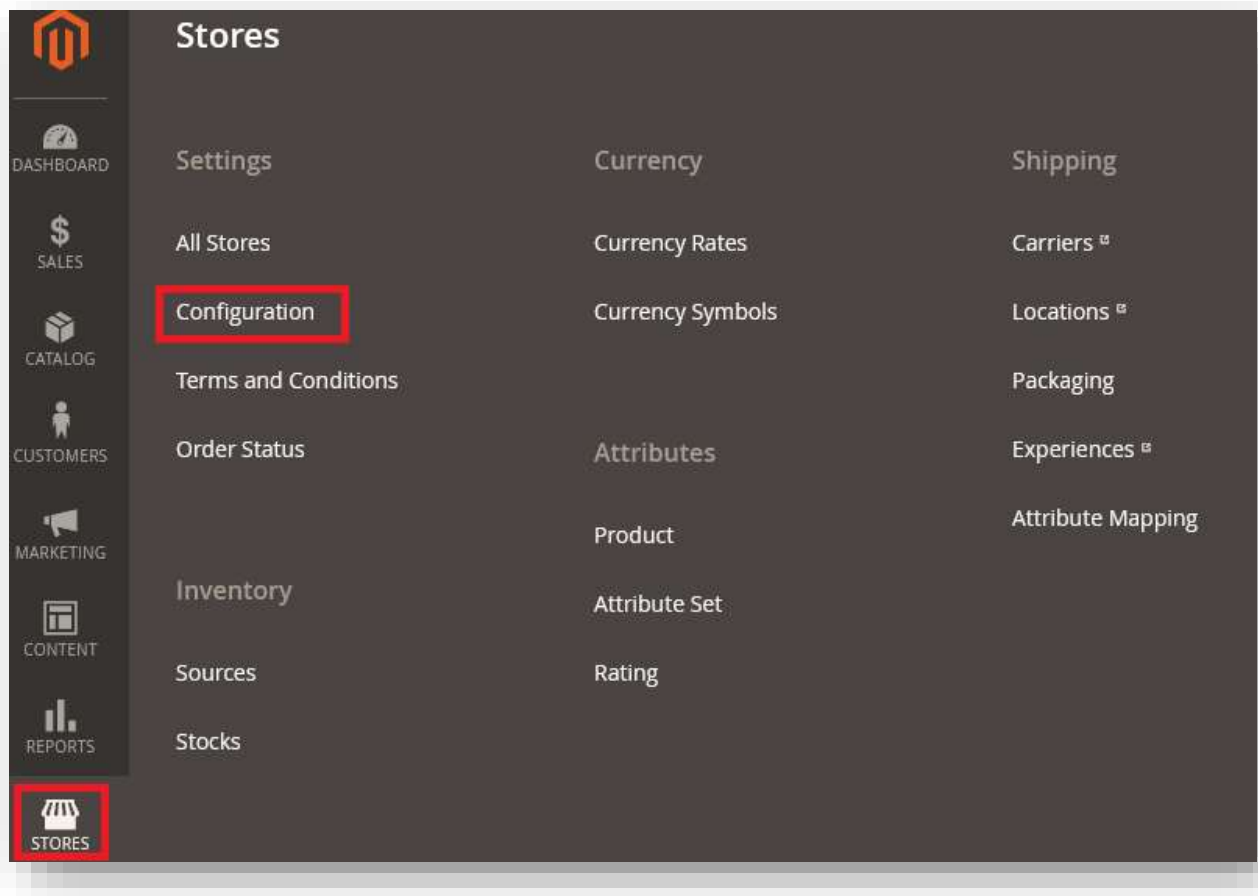 Stores
DASHBOARD
SALES
CATALOG
CUSTOMERS
MARKETING
CONTENT
REPORTS
STORES
Settings
All Stores
Configuration
Terms and Conditions
Order Status
Inventory
Sources
Stocks
Currency
Currency Rates
Currency Symbols
Attributes
Product
Attribute Set
Rating
Shipping
Carriers
Locations
Packaging
Experiences
Attribute Mapping